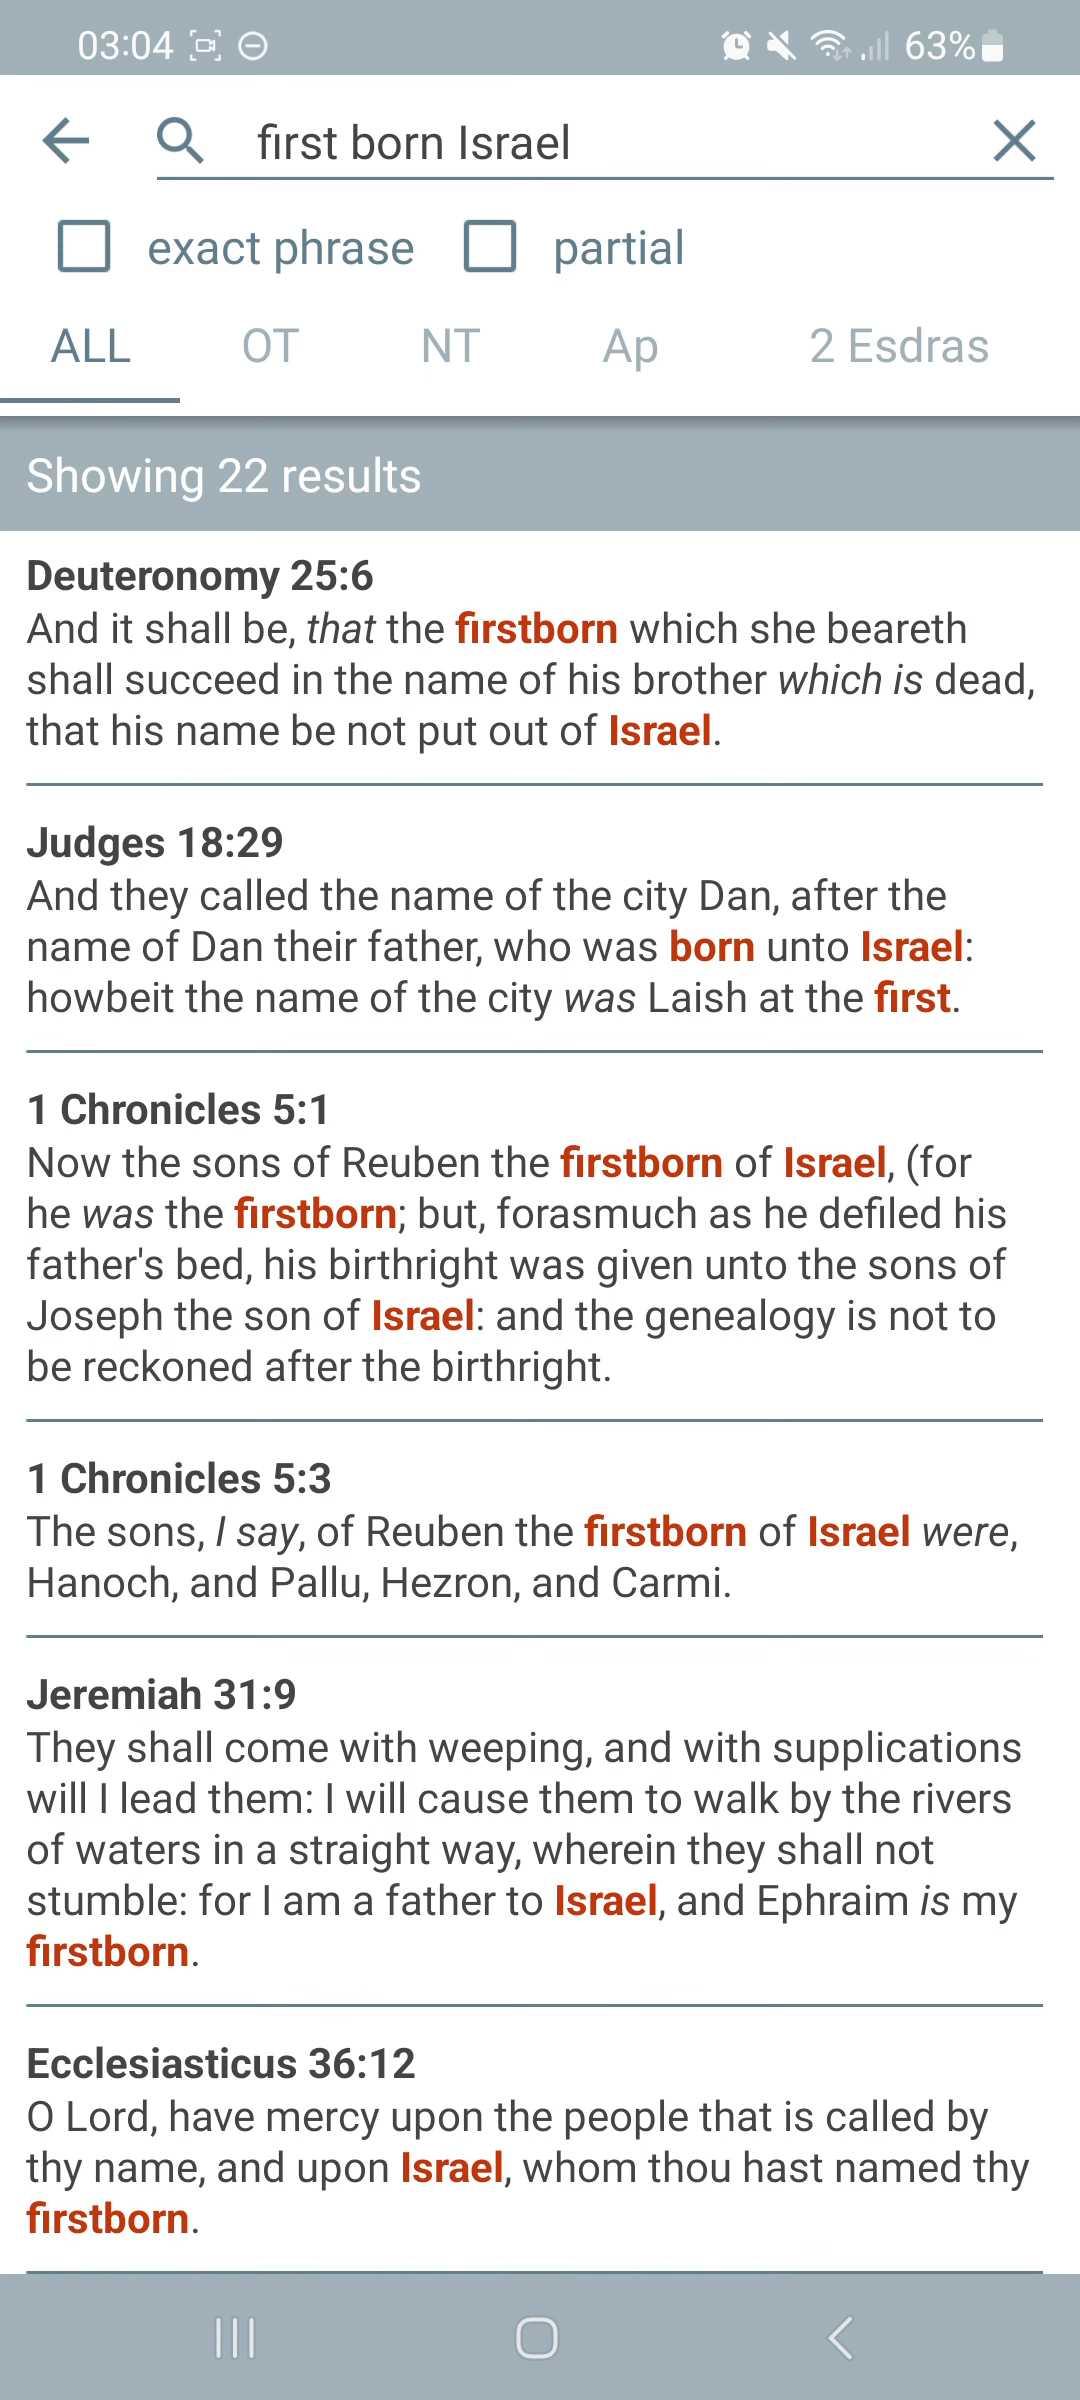 03:04
63%
first born Israel
exact phrase partial
ALL OT NT Ap 2 Esdras
Showing 22 results
Deuteronomy 25:6
And it shall be, that the firstborn which she beareth
shall succeed in the name of his brother which is dead,
that his name be not put out of Israel.
Judges 18:29
And they called the name of the city Dan, after the
name of Dan their father, who was born unto Israel:
howbeit the name of the city was Laish at the first.
1 Chronicles 5:1
Now the sons of Reuben the firstborn of Israel, (for
he was the firstborn; but, forasmuch as he defiled his
father's bed, his birthright was given unto the sons of
Joseph the son of Israel: and the genealogy is not to
be reckoned after the birthright.
1 Chronicles 5:3
The sons, I say, of Reuben the firstborn of Israel were,
Hanoch, and Pallu, Hezron, and Carmi.
Jeremiah 31:9
They shall come with weeping, and with supplications
will I lead them: I will cause them to walk by the rivers
of waters in a straight way, wherein they shall not
stumble: for I am a father to Israel, and Ephraim is my
firstborn.
Ecclesiasticus 36:12
O Lord, have mercy upon the people that is called by
thy name, and upon Israel, whom thou hast named thy
firstborn.